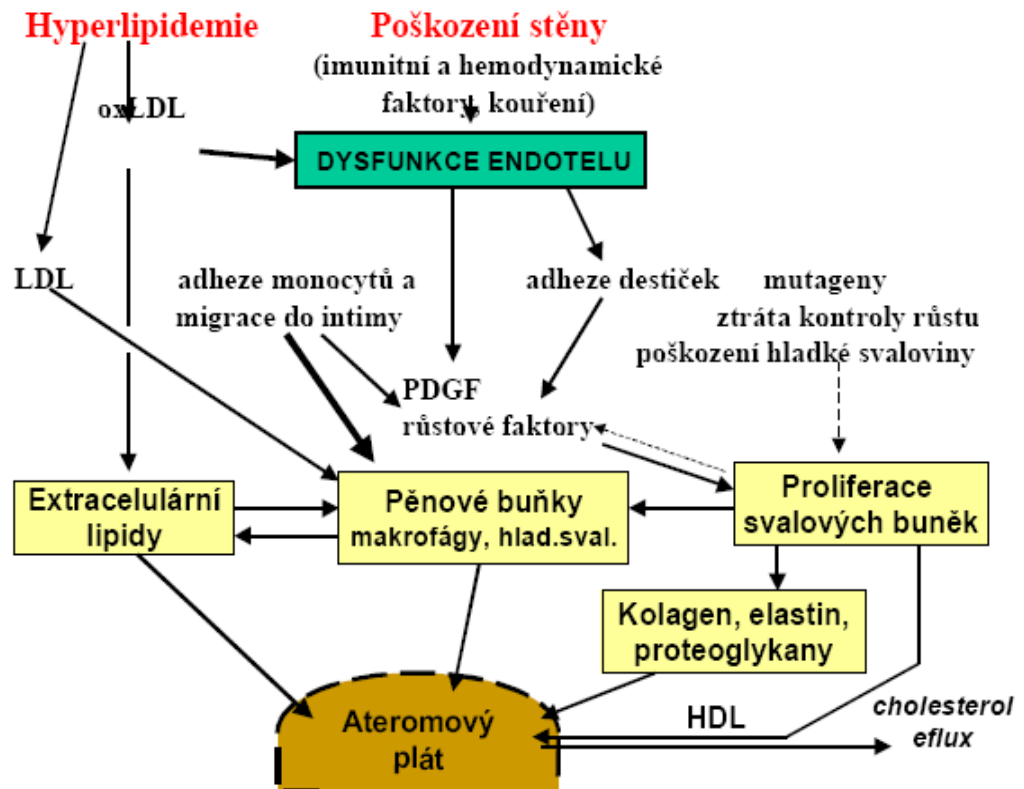 Hyperlipidemie
Poškození stěny
(imunitní a hemodynamické
faktory, kouření)
oxLDL
DYSFUNKCE ENDOTELU
LDL
adheze monocytů a
migrace do intimy
adheze destiček
mutageny
ztráta kontroly růstu
poškození hladké svaloviny
PDGF
růstové faktory
Extracelulární
lipidy
Pěnové buňky
makrofágy, hlad.sval.
Proliferace
svalových buněk
Kolagen, elastin,
proteoglykany
Ateromový
plát
HDL
cholesterol
eflux